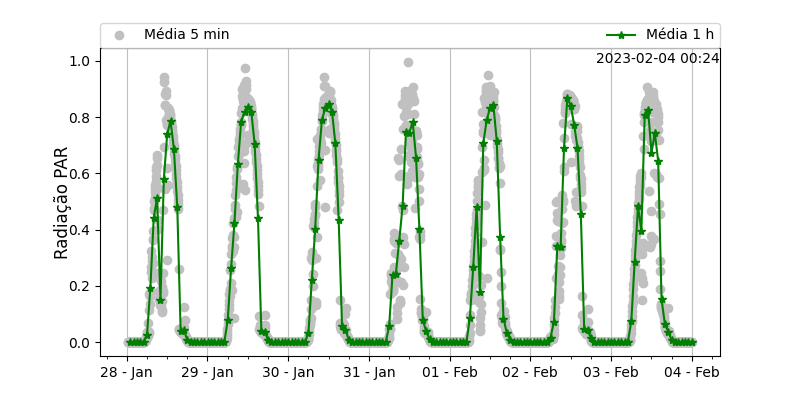 Média 5 min
Média 1 h
2023-02-04 00:24
Radiação PAR
1.0
0.8
0.6
0.4
0.2
0.0
28 - Jan
29 - Jan
30 - Jan
31 - Jan
01 - Feb
02 - Feb
03 - Feb
04 - Feb